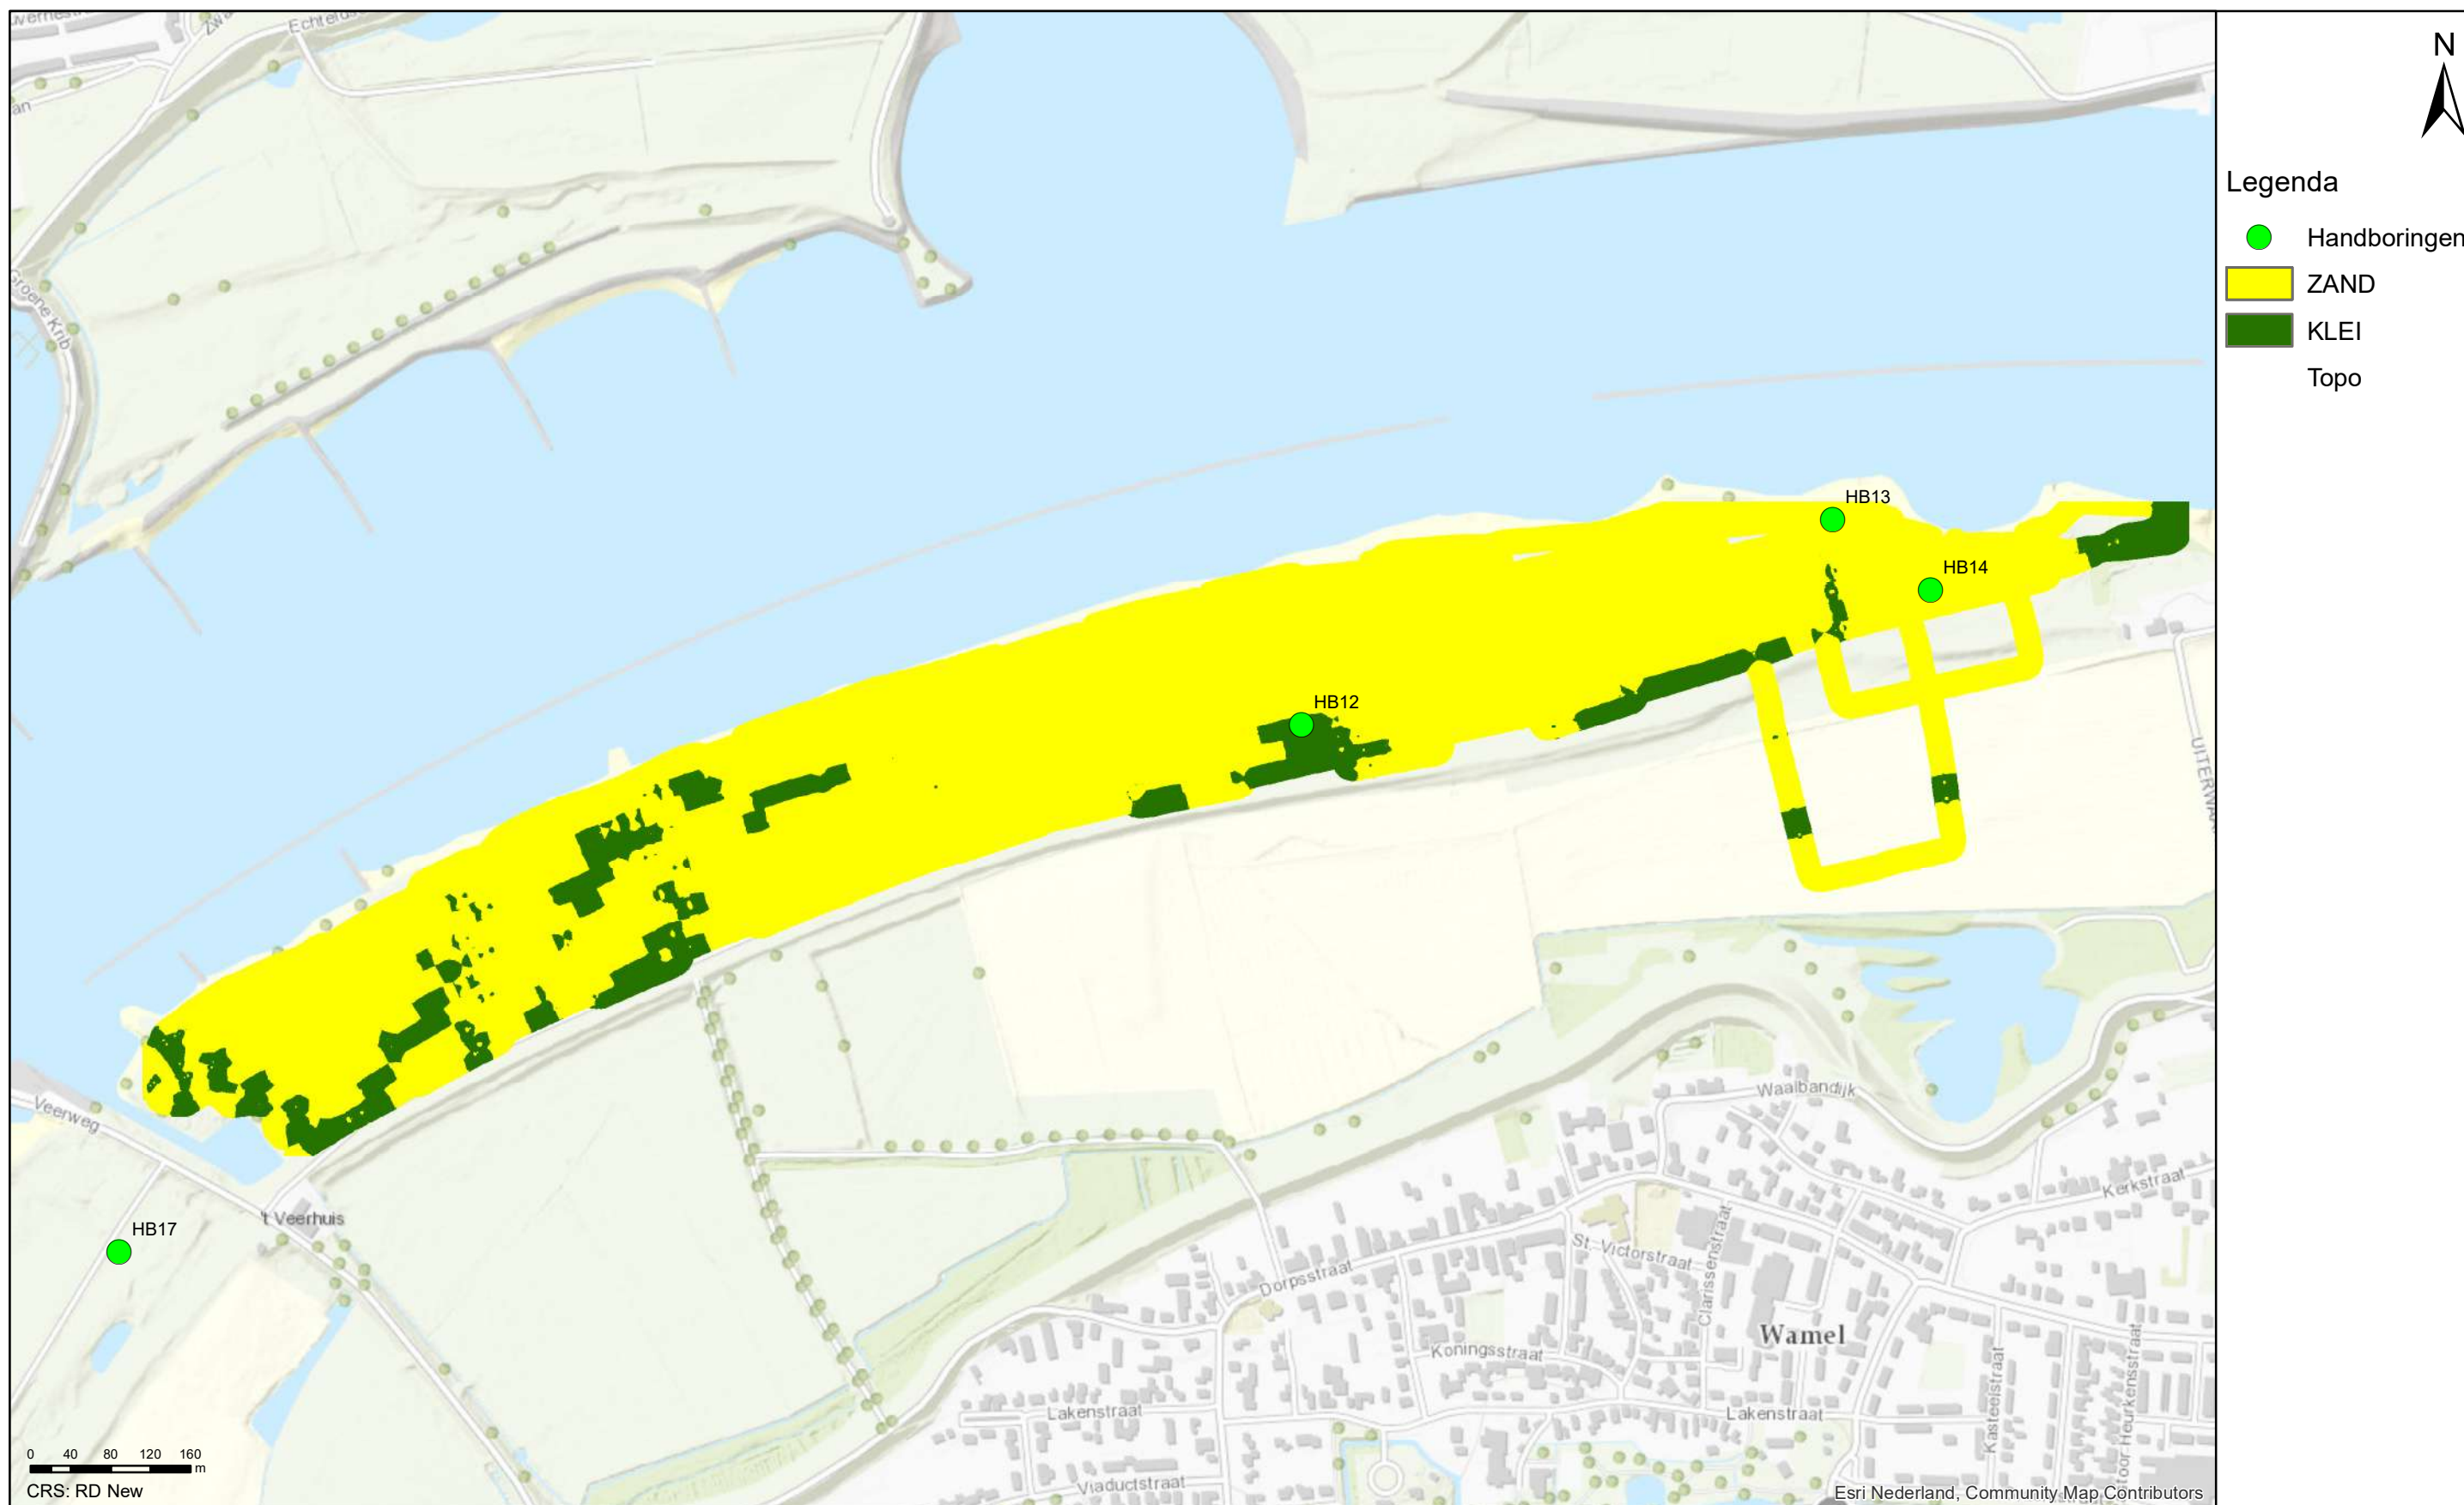 Echteldsedijk
N
Legenda
Handboringen
ZAND
KLEI
Topo
Groene Krib
HB13
HB14
HB12
UITERWAA
Veerweg
't Veerhuis
HB17
Waalbandijk
Kerkstraat
St. Victorstraat
Clarissenstraat
Dorpsstraat
Wamel
Koningsstraat
Kasteelstraat
Lakenstraat
Lakenstraat
Viaductstraat
0 40 80 120 160
m
CRS: RD New
Esri Nederland, Community Map Contributors